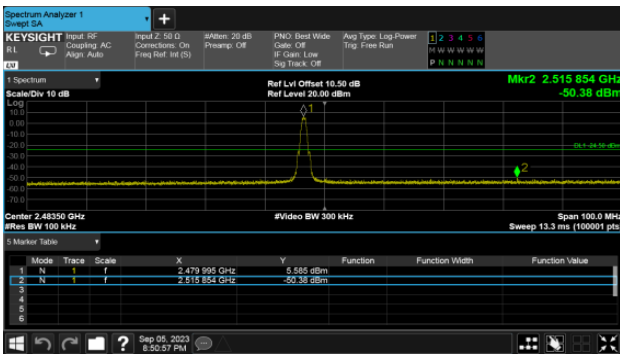 Spectrum Analyzer 1
Swept SA
+
KEYSIGHT Input: RF Input Z: 50 Ω #Atten: 20 dB PNO: Best Wide Avg Type: Log-Power 1 2 3 4 5 6
RL Coupling: AC Corrections: On Preamp: Off Gate: Off Trig: Free Run M W W W W W
Align: Auto Freq Ref: Int (S) IF Gain: Low P N N N N N
LXI Sig Track: Off
1 Spectrum Ref Lvl Offset 10.50 dB Mkr2 2.515 854 GHz
Scale/Div 10 dB Ref Level 20.00 dBm -50.38 dBm
Log
10.0 1
0.00
-10.0
-20.0 DL1 -24.50 dBm
-30.0
-40.0 2
-50.0
-60.0
-70.0
Center 2.48350 GHz #Video BW 300 kHz Span 100.0 MHz
#Res BW 100 kHz Sweep 13.3 ms (100001 pts
5 Marker Table
Mode Trace Scale X Y Function Function Width Function Value
1 N 1 f 2.479 995 GHz 5.585 dBm
2 N 1 f 2.515 854 GHz -50.38 dBm
3
4
5
6
? Sep 05, 2023
8:50:57 PM